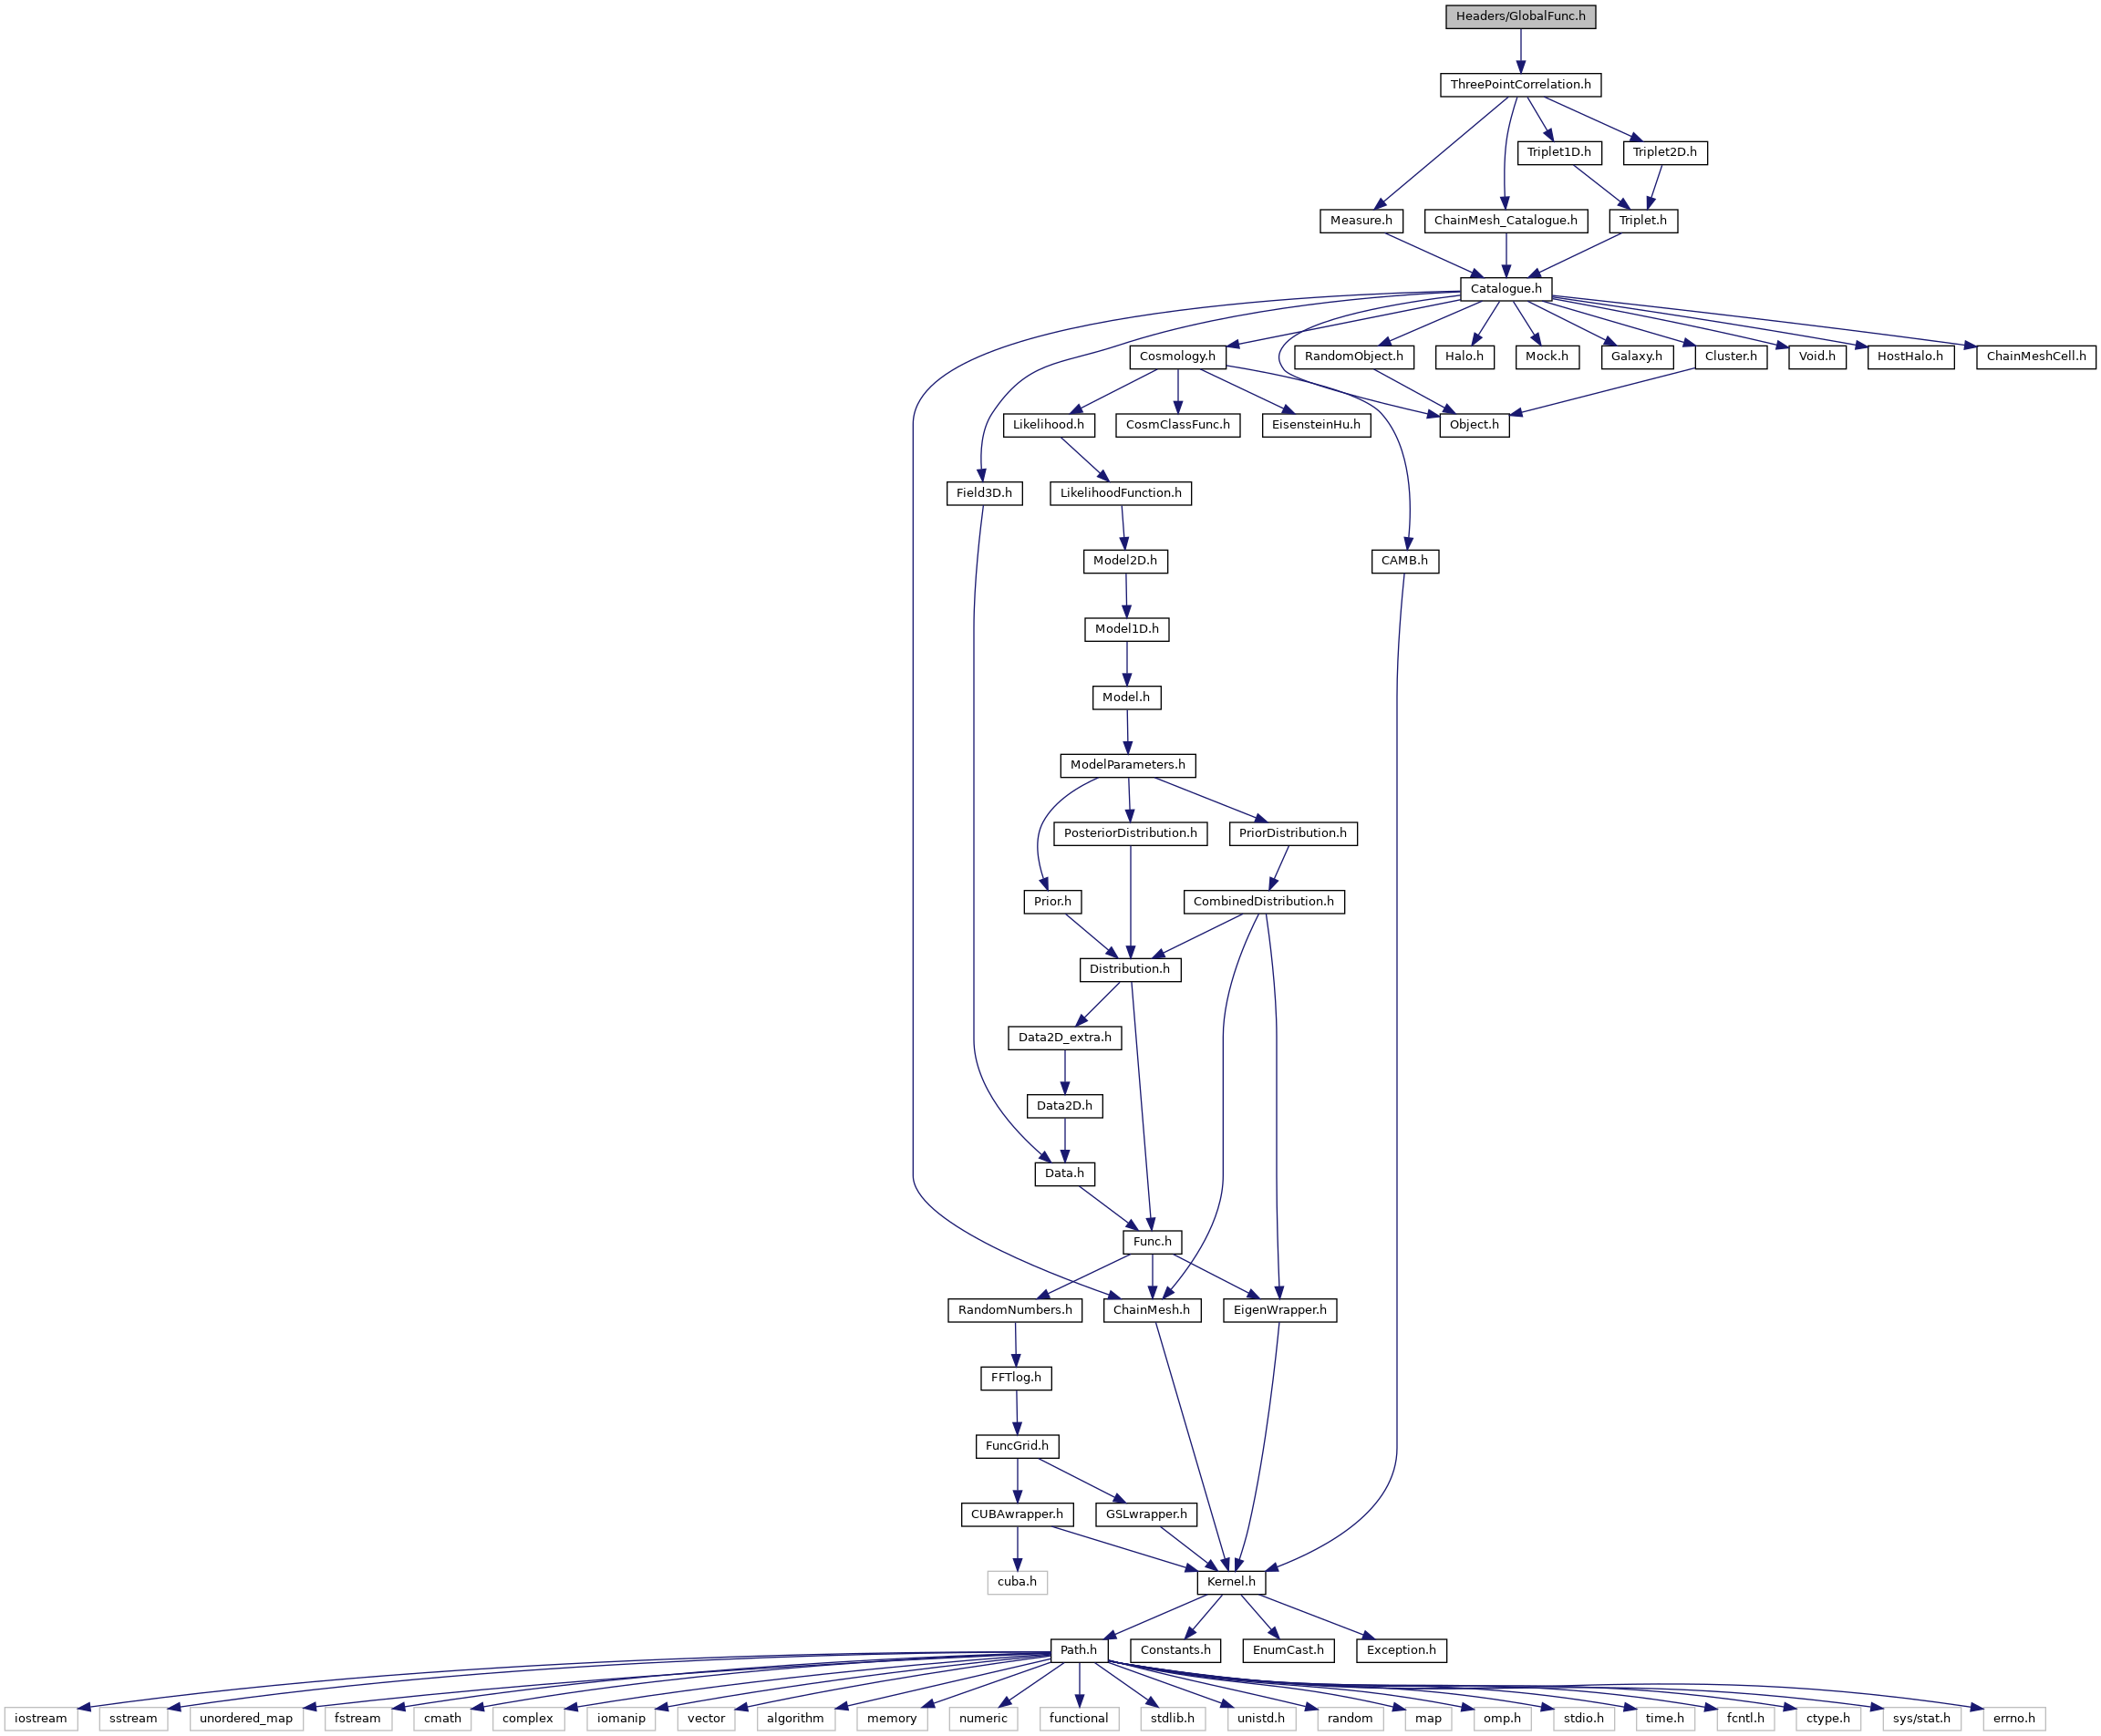 Headers/GlobalFunc.h
ThreePointCorrelation.h
Triplet1D.h
Triplet2D.h
Measure.h
ChainMesh_Catalogue.h
Triplet.h
Catalogue.h
Cosmology.h
RandomObject.h
Halo.h
Mock.h
Galaxy.h
Cluster.h
Void.h
HostHalo.h
ChainMeshCell.h
Likelihood.h
CosmClassFunc.h
EisensteinHu.h
Object.h
Field3D.h
LikelihoodFunction.h
Model2D.h
CAMB.h
Model1D.h
Model.h
ModelParameters.h
PosteriorDistribution.h
PriorDistribution.h
Prior.h
CombinedDistribution.h
Distribution.h
Data2D_extra.h
Data2D.h
Data.h
Func.h
RandomNumbers.h
ChainMesh.h
EigenWrapper.h
FFTlog.h
FuncGrid.h
CUBAwrapper.h
GSLwrapper.h
cuba.h
Kernel.h
Path.h
Constants.h
EnumCast.h
Exception.h
iostream
sstream
unordered_map
fstream
cmath
complex
iomanip
vector
algorithm
memory
numeric
functional
stdlib.h
unistd.h
random
map
omp.h
stdio.h
time.h
fcntl.h
ctype.h
sys/stat.h
errno.h